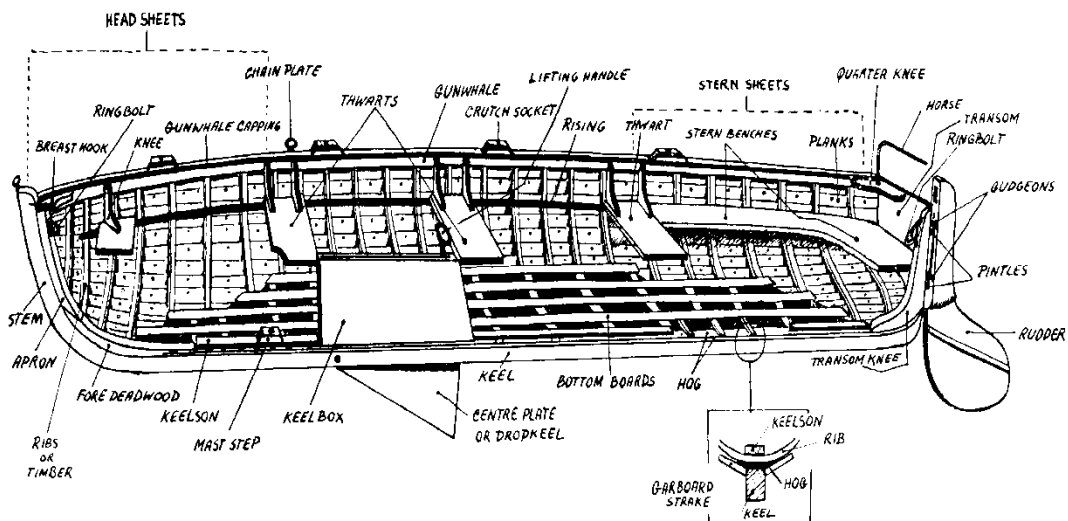 HEAD SHEETS
CHAIN PLATE
LIFTING HANDLE
QUARTER KNEE
RINGBOLT
THWARTS
GUNWHALE
STERN SHEETS
HORSE
KNEE
GUNWHALE CAPPING
CRUTCH SOCKET
RISING
THWART
STERN BENCHES
PLANKS
TRANSOM
RINGBOLT
BREAST HOOK
GUDGEONS
PINTLES
STEM
RUDDER
APRON
TRANSOM KNEE
FORE DEADWOOD
KEELSON
KEELBOX
KEEL
BOTTOM BOARDS
HOG
MAST STEP
CENTRE PLATE
OR DROPKEEL
RIBS
OR
TIMBER
KEELSON
RIB
GARBOARD
STRAKE
HOG
KEEL